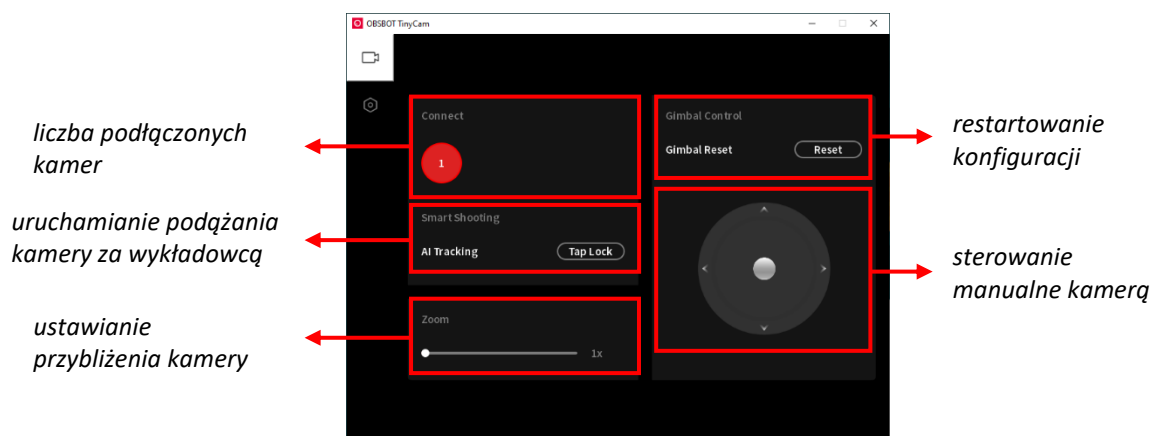 OBSBOT TinyCam
liczba podłączonych
kamer
uruchamianie podążania
kamery za wykładowcą
ustawianie
przybliżenia kamery
Connect
1
Smart Shooting
AI Tracking
Tap Lock
Zoom
1x
Gimbal Control
Gimbal Reset
Reset
restartowanie
konfiguracji
sterowanie
manualne kamerą